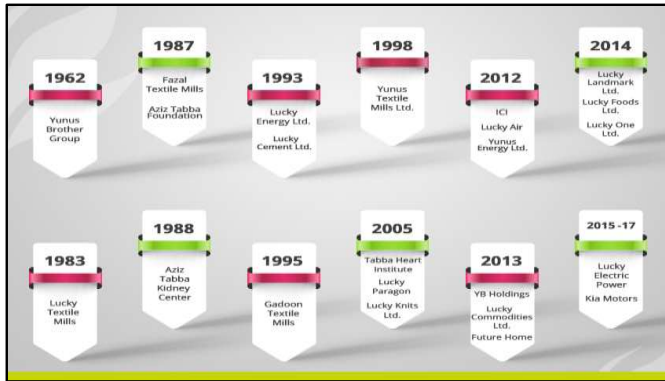 1962
Yunus
Brother
Group
1987
Fazal
Textile Mills
Aziz Tabba
Foundation
1993
Lucky
Energy Ltd.
Lucky
Cement Ltd.
1998
Yunus
Textile
Mills Ltd.
2012
ICI
Lucky Air
Yunus
Energy Ltd.
2014
Lucky
Landmark
Ltd.
Lucky Foods
Ltd.
Lucky One
Ltd.
1983
Lucky
Textile
Mills
1988
Aziz
Tabba
Kidney
Center
1995
Gadoon
Textile
Mills
2005
Tabba Heart
Institute
Lucky
Paragon
Lucky Knits
Ltd.
2013
YB Holdings
Lucky
Commodities
Ltd.
Future Home
2015-17
Lucky
Electric
Power
Kia Motors